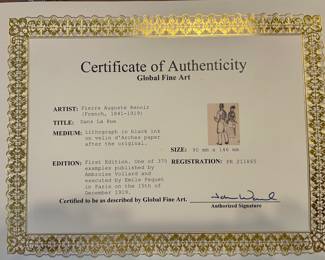 Certificate of Authenticity
Global Fine Art
ARTIST: Pierre Auguste Renoir
(French, 1841-1919)
TITLE: Dans La Rue
MEDIUM: Lithograph in black ink
on velin d'Arches paper
after the original.
SIZE: 90 mm x 146 mm
EDITION: First Edition. One of 375
examples published by
Ambroise Vollard and
executed by Emile Fequet
in Paris on the 15th of
December 1919.
REGISTRATION: PR 211865
Certified to be as described by Global Fine Art.
Authorized Signature